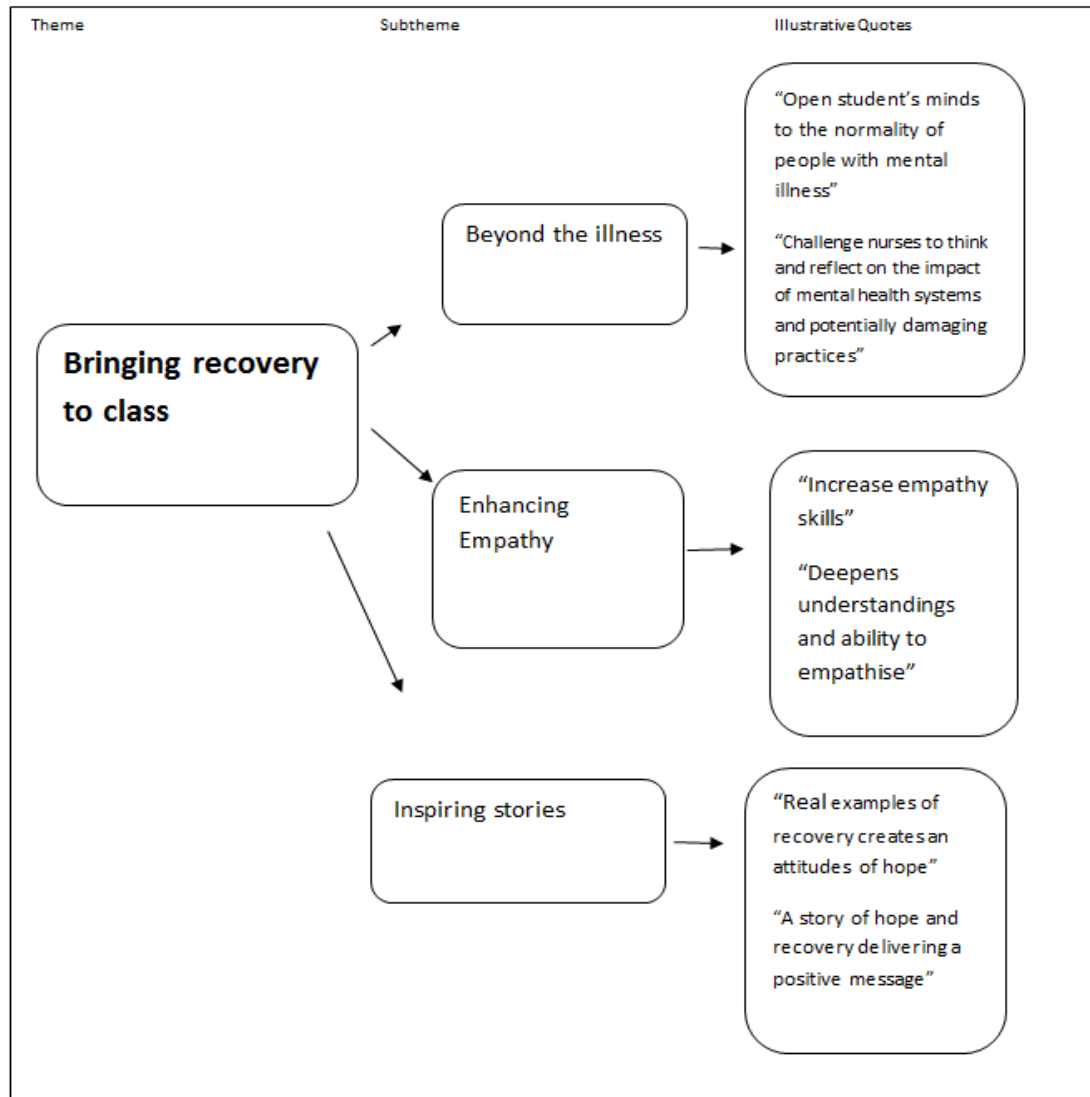 Theme
Subtheme
Illustrative Quotes
Bringing recovery
to class
Beyond the illness
“Open student’s minds
to the normality of
people with mental
illness”
“Challenge nurses to think
and reflect on the impact
of mental health systems
and potentially damaging
practices”
Enhancing
Empathy
“Increase empathy
skills”
“Deepens
understandings
and ability to
empathise”
Inspiring stories
“Real examples of
recovery creates an
attitudes of hope”
“A story of hope and
recovery delivering a
positive message”